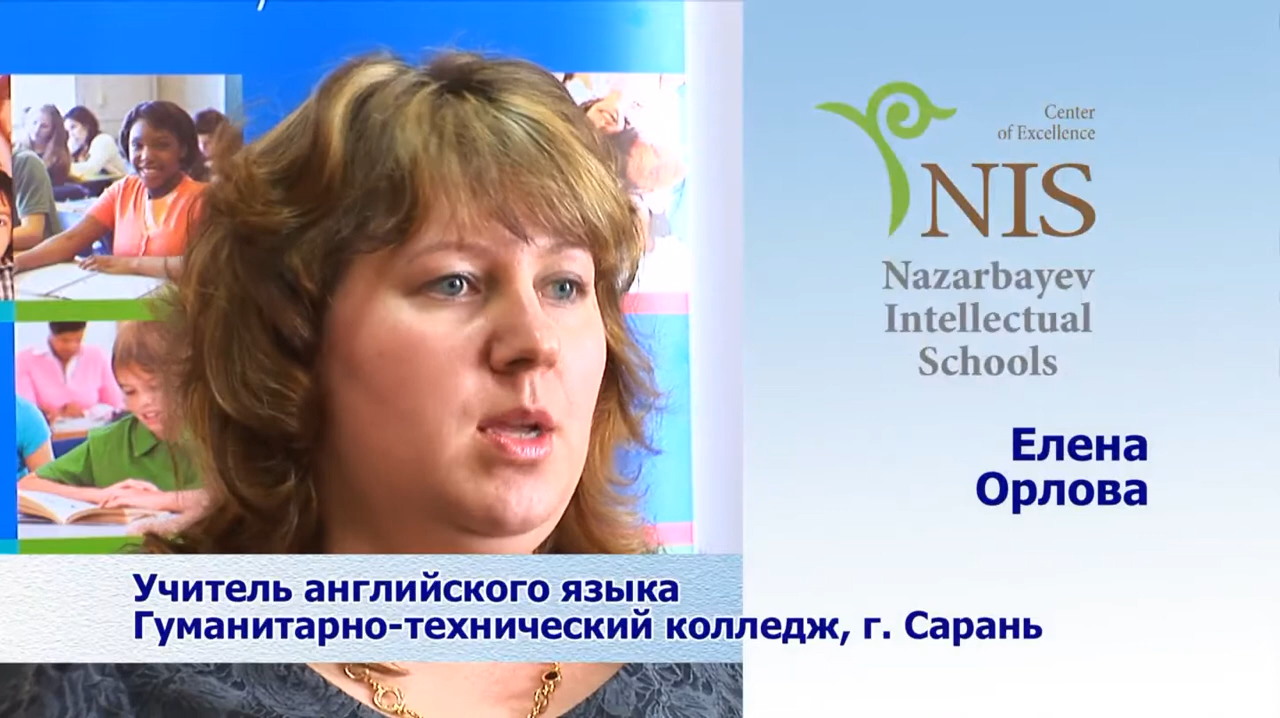 Center
of Excellence
NIS
Nazarbayev
Intellectual
Schools
Елена
Орлова
Учитель английского языка
Гуманитарно-технический колледж, г. Сарань